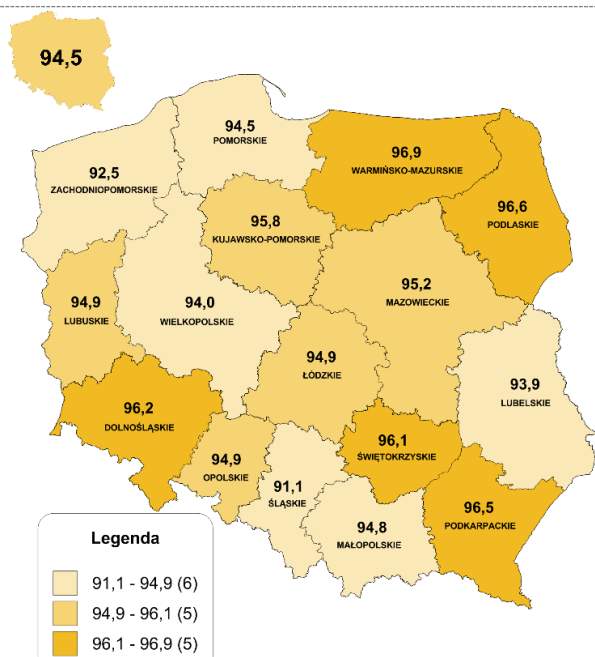 94,5
94,5
POMORSKIE
96,9
WARMIŃSKO-MAZURSKIE
92,5
ZACHODNIOPOMORSKIE
96,6
PODLASKIE
95,8
KUJAWSKO-POMORSKIE
95,2
MAZOWIECKIE
94,9
LUBUSKIE
94,0
WIELKOPOLSKIE
94,9
ŁÓDZKIE
93,9
LUBELSKIE
96,2
DOLNOŚLĄSKIE
96,1
ŚWIĘTOKRZYSKIE
94,9
OPOLSKIE
91,1
ŚLĄSKIE
96,5
PODKARPACKIE
94,8
MAŁOPOLSKIE
Legenda
91,1 - 94,9 (6)
94,9 - 96,1 (5)
96,1 - 96,9 (5)